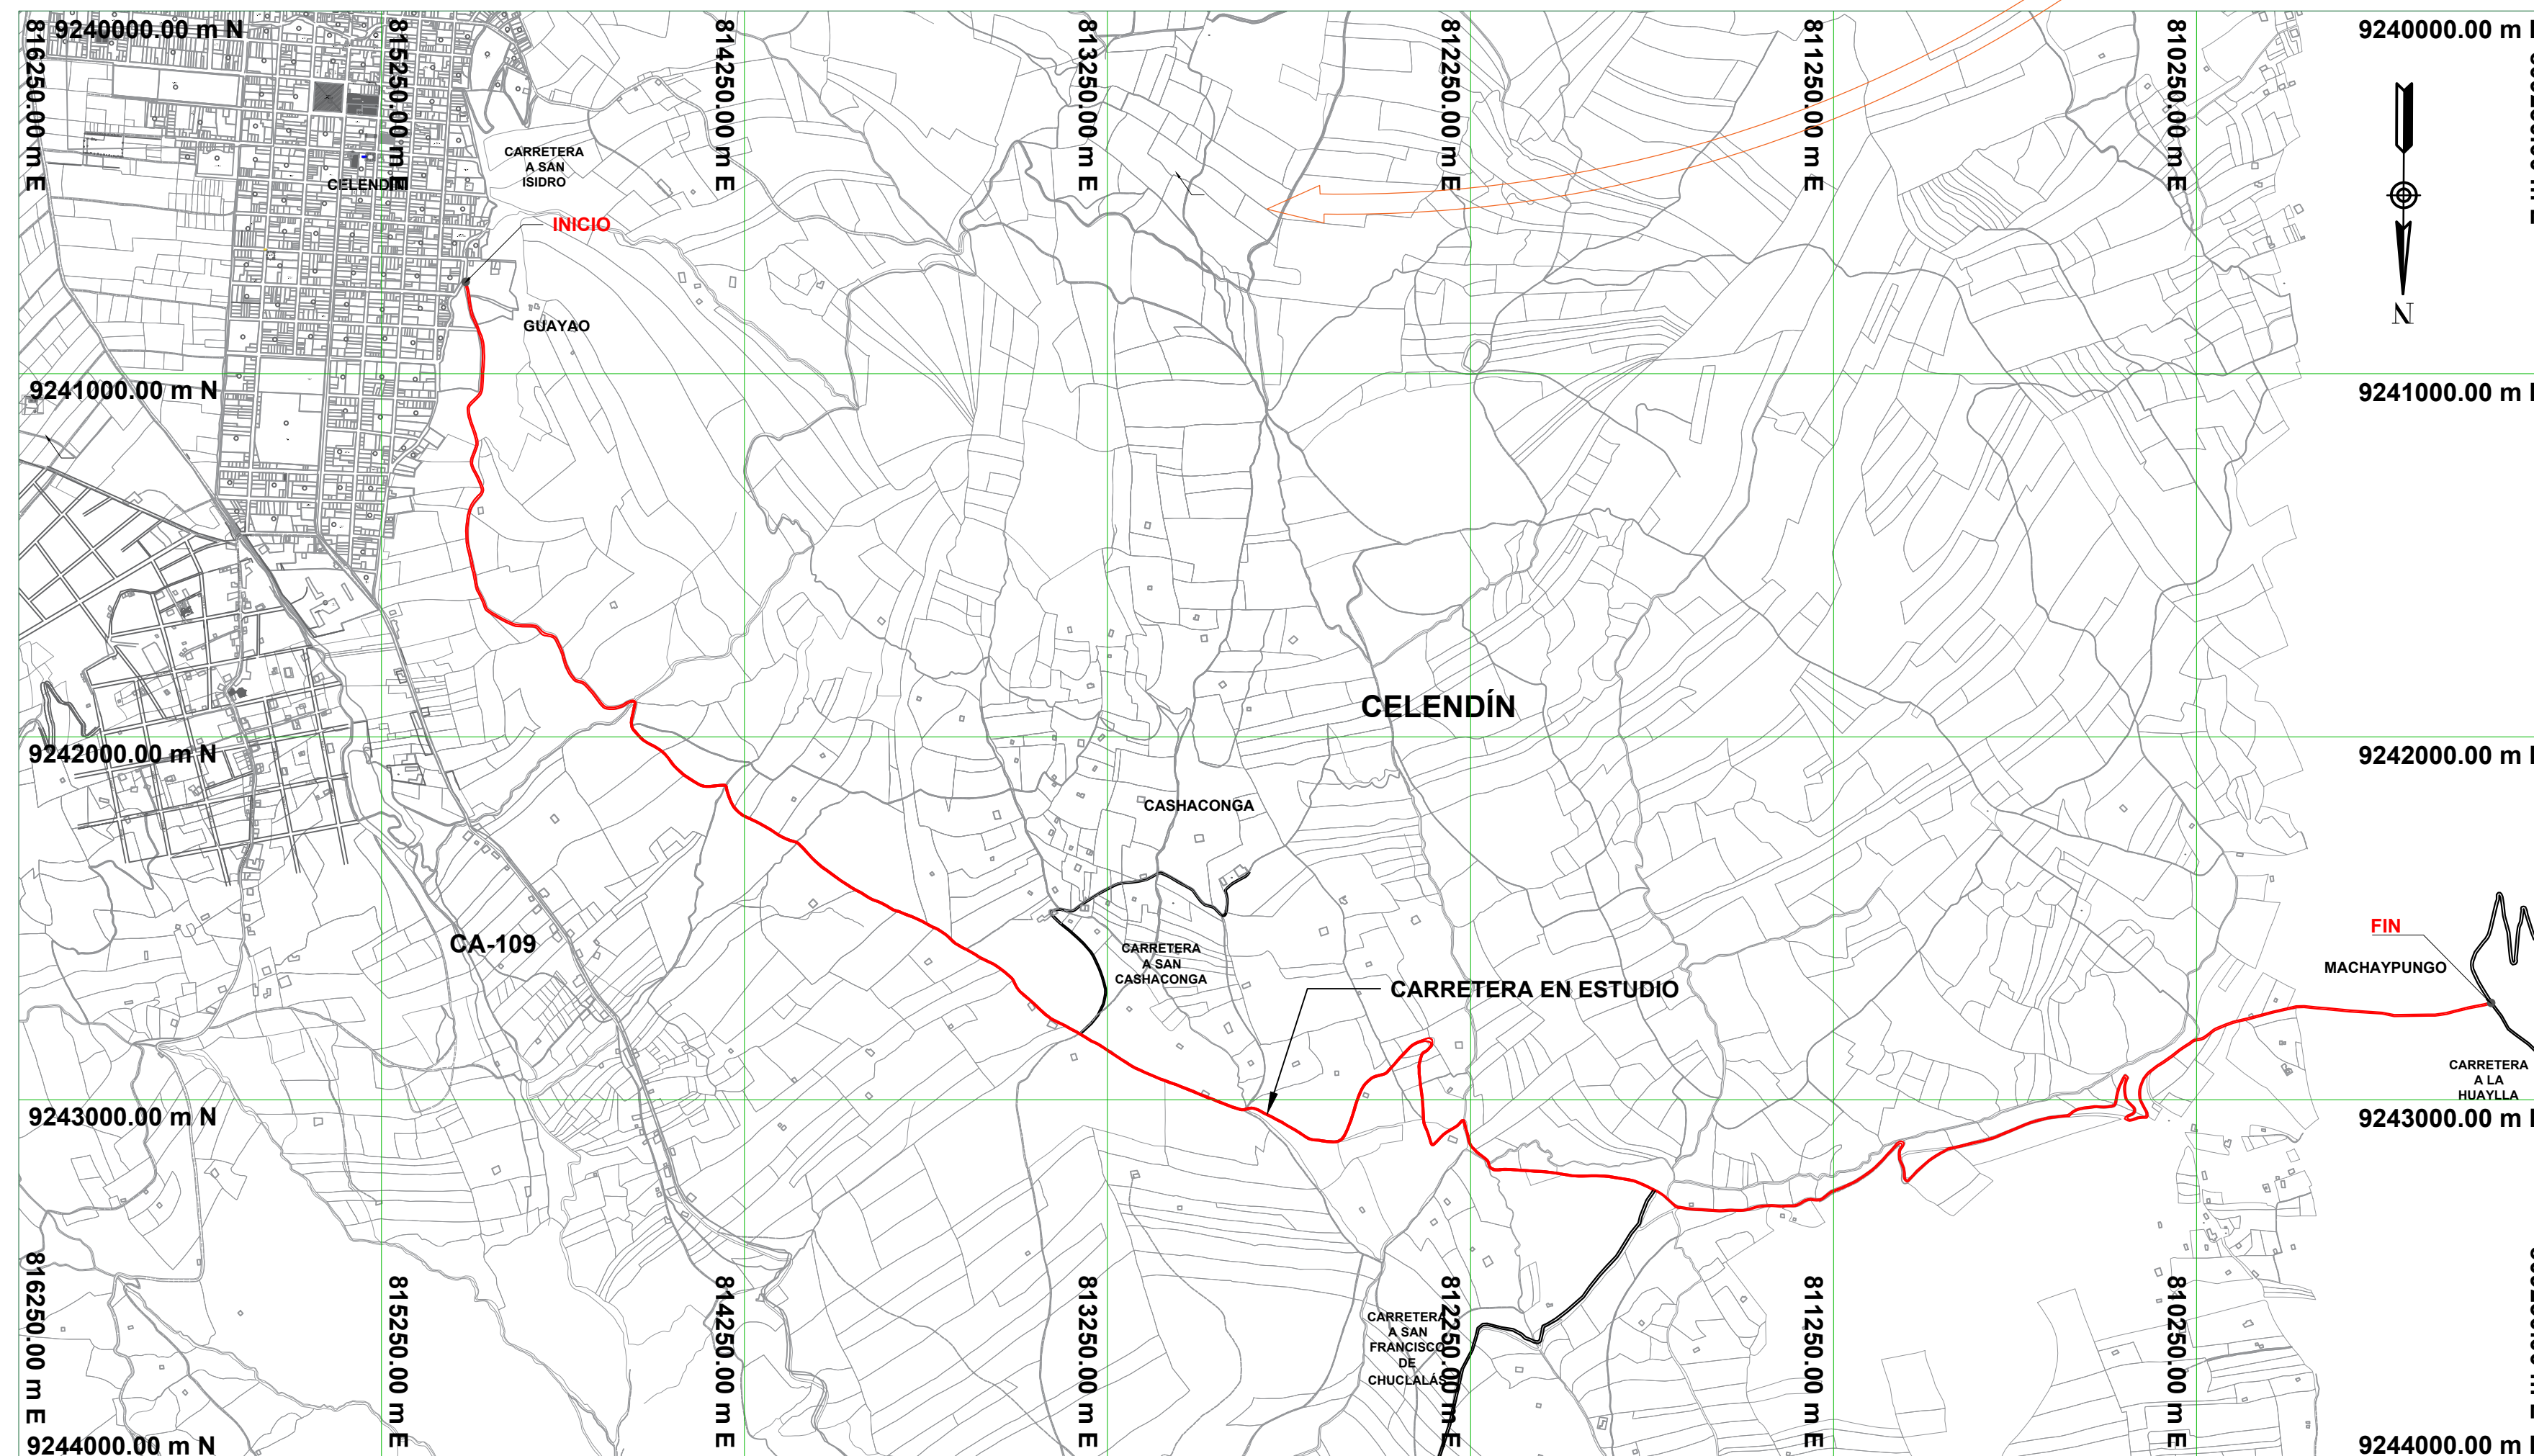 9240000.00 m N
816250.00 m E
815250.00 m E
814250.00 m E
813250.00 m E
812250.00 m E
811250.00 m E
810250.00 m E
9240000.00 m
CARRETERA
A SAN
ISIDRO
CELENDIN
INICIO
N
GUAYAO
9241000.00 m N
9241000.00 m
CELENDÍN
9242000.00 m N
9242000.00 m
CASHACONGA
CA-109
FIN
CARRETERA
A SAN
CASHACONGA
MACHAYPUNGO
CARRETERA EN ESTUDIO
CARRETERA
A LA
HUAYLLA
9243000.00 m N
9243000.00 m
816250.00 m E
815250.00 m E
814250.00 m E
813250.00 m E
812250.00 m E
811250.00 m E
810250.00 m E
CARRETERA
A SAN
FRANCISCO
DE
CHUCLALÁS
9244000.00 m N
9244000.00 m